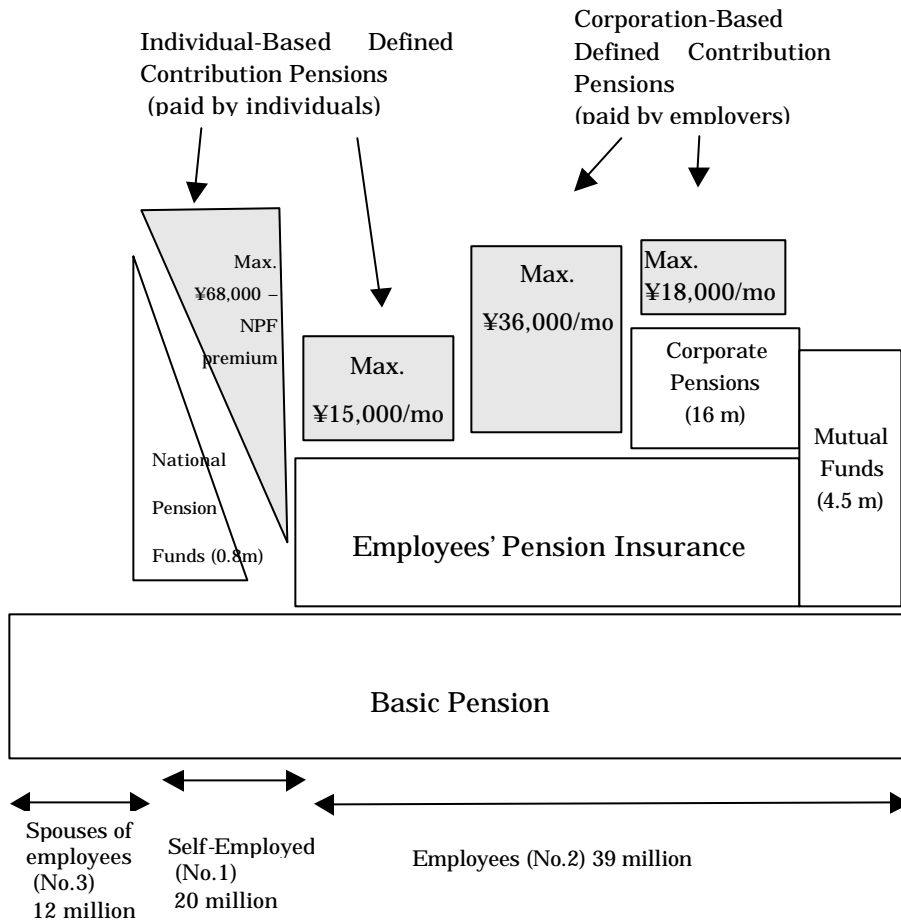 Individual-Based Defined
Contribution Pensions
(paid by individuals)
Corporation-Based
Defined Contribution
Pensions
(paid by employers)
Max.
¥68,000 –
NPF
premium
Max.
¥15,000/mo
Max.
¥36,000/mo
Max.
¥18,000/mo
Corporate
Pensions
(16 m)
Mutual
Funds
(4.5 m)
National
Pension
Funds (0.8m)
Employees' Pension Insurance
Basic Pension
Spouses of
employees
(No.3)
12 million
Self-Employed
(No.1)
20 million
Employees (No.2) 39 million